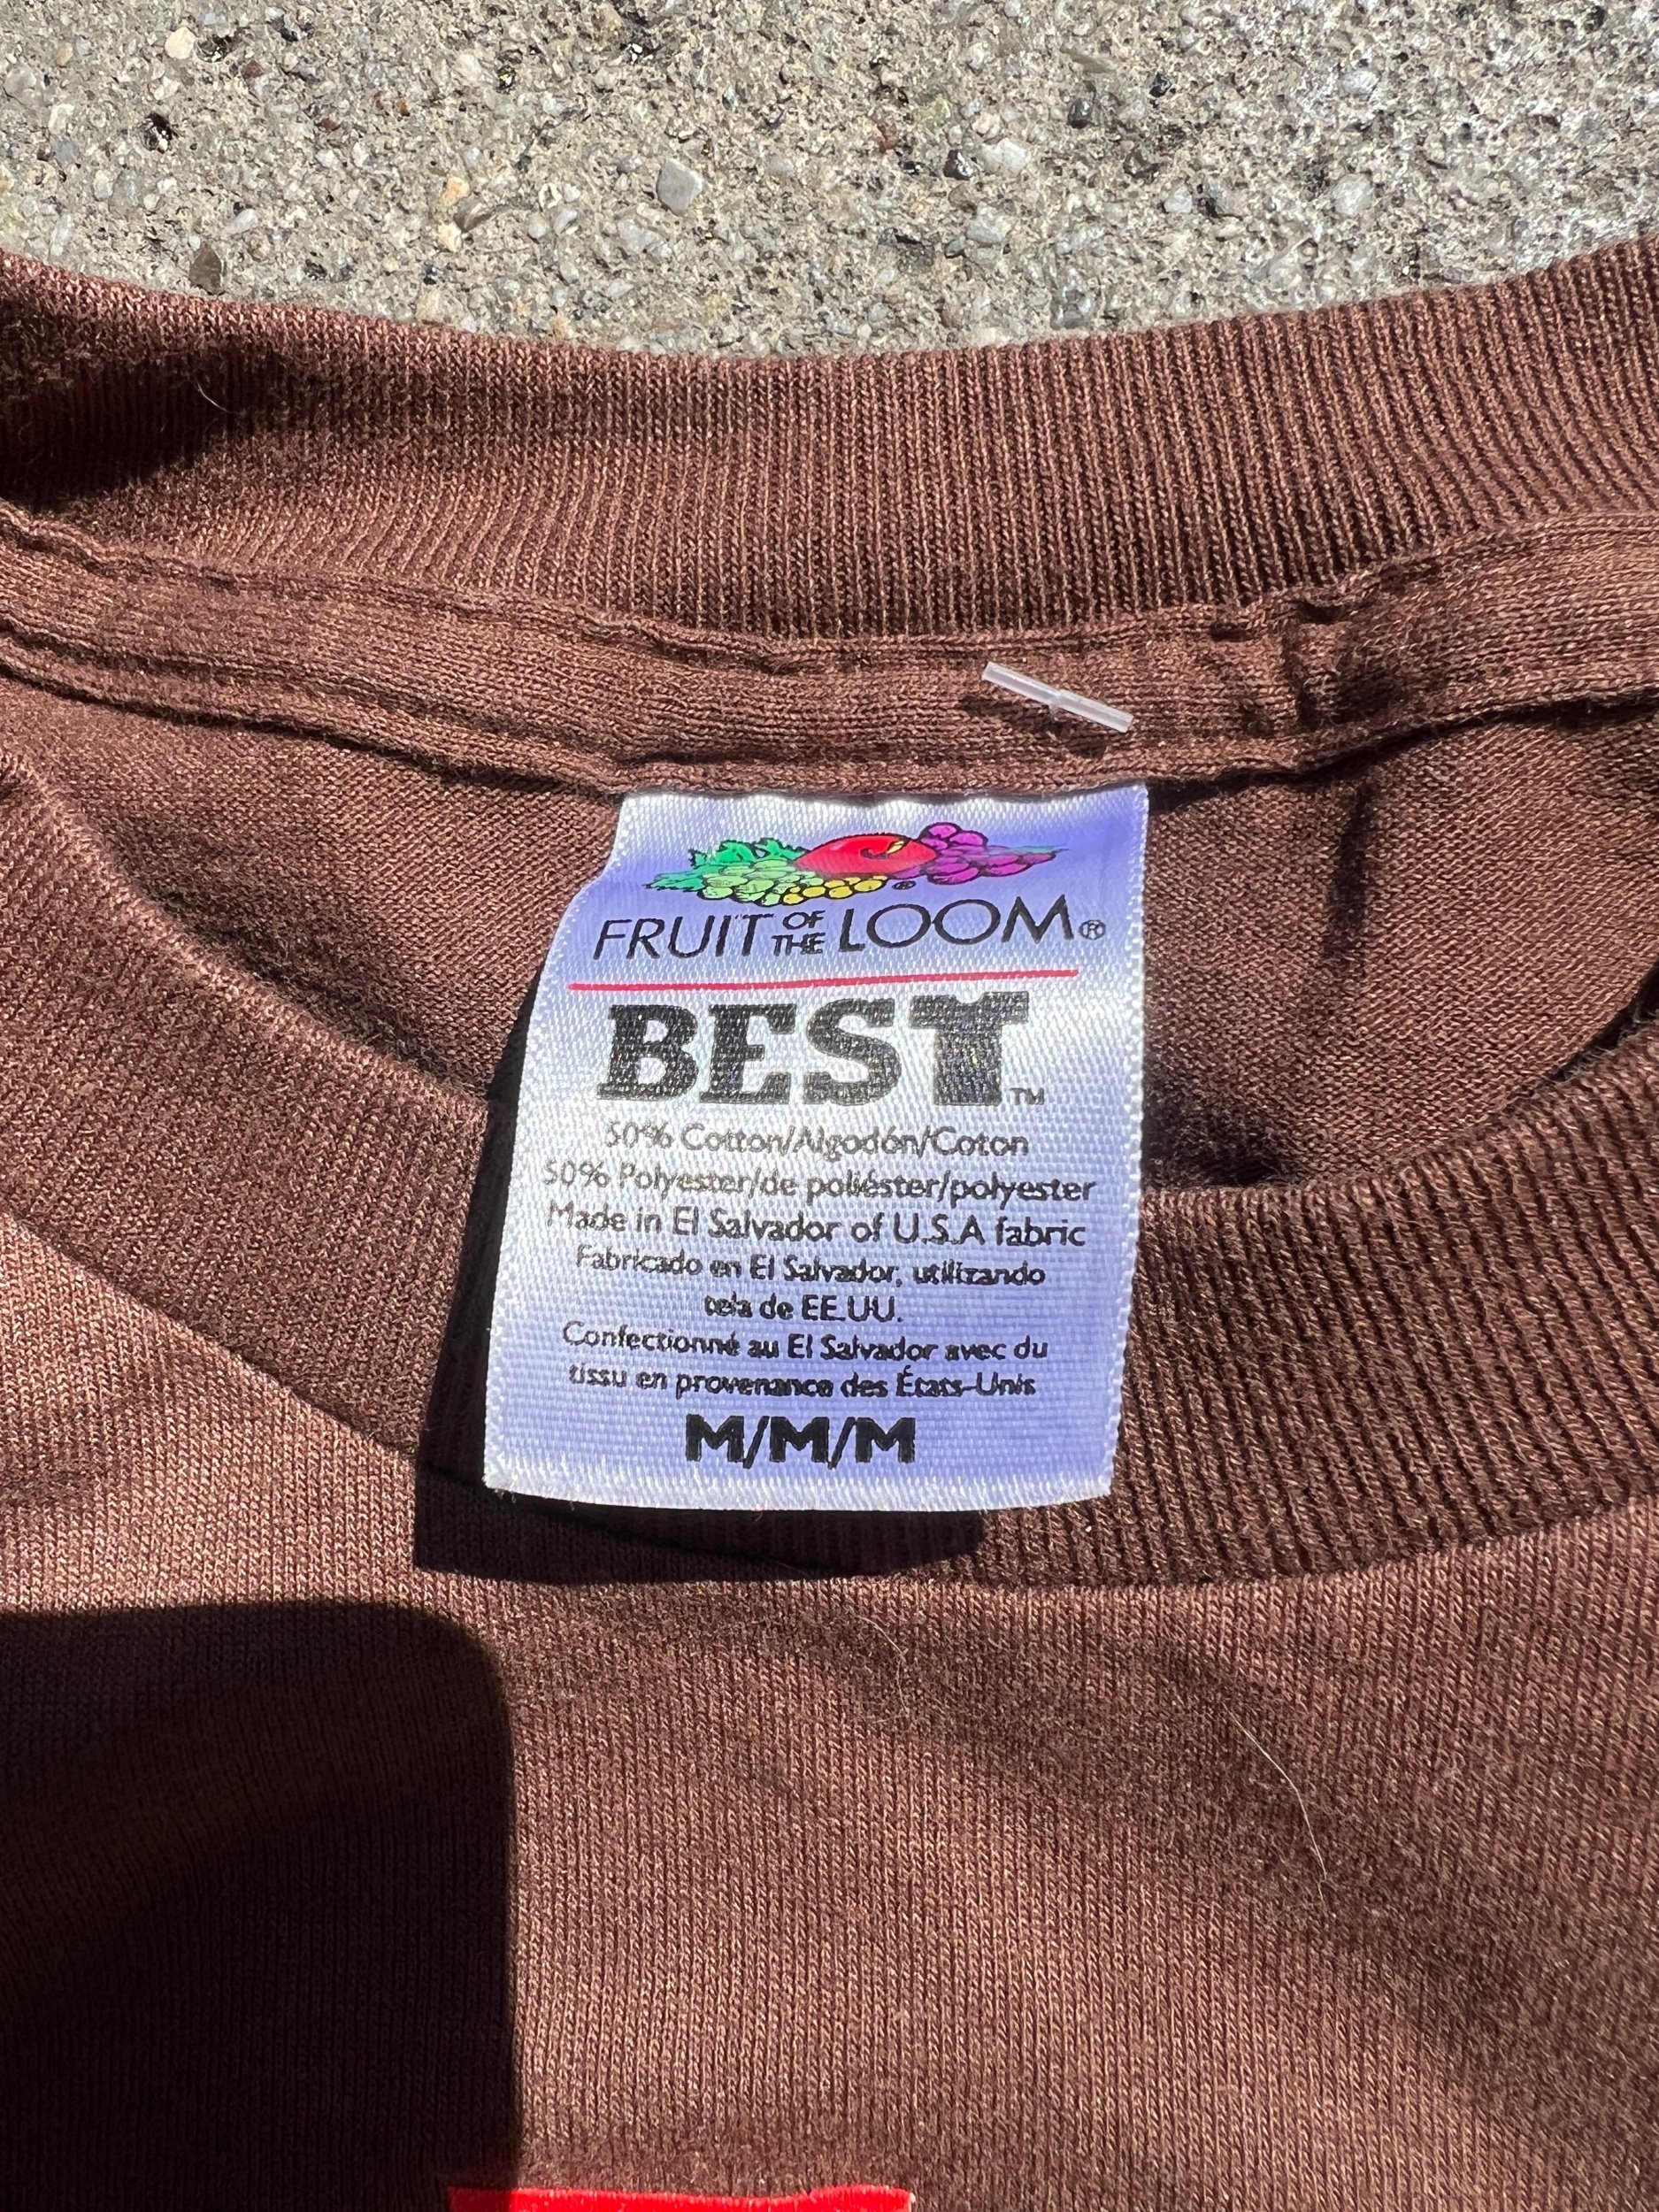 FRUIT OF THE LOOM®
BEST™
50% Cotton/Algodón/Coton
50% Polyester/de poliéster/polyester
Made in El Salvador of U.S.A fabric
Fabricado en El Salvador, utilizando
tela de EE.UU.
Confectionné au El Salvador avec du
tissu en provenance des États-Unis
M/M/M